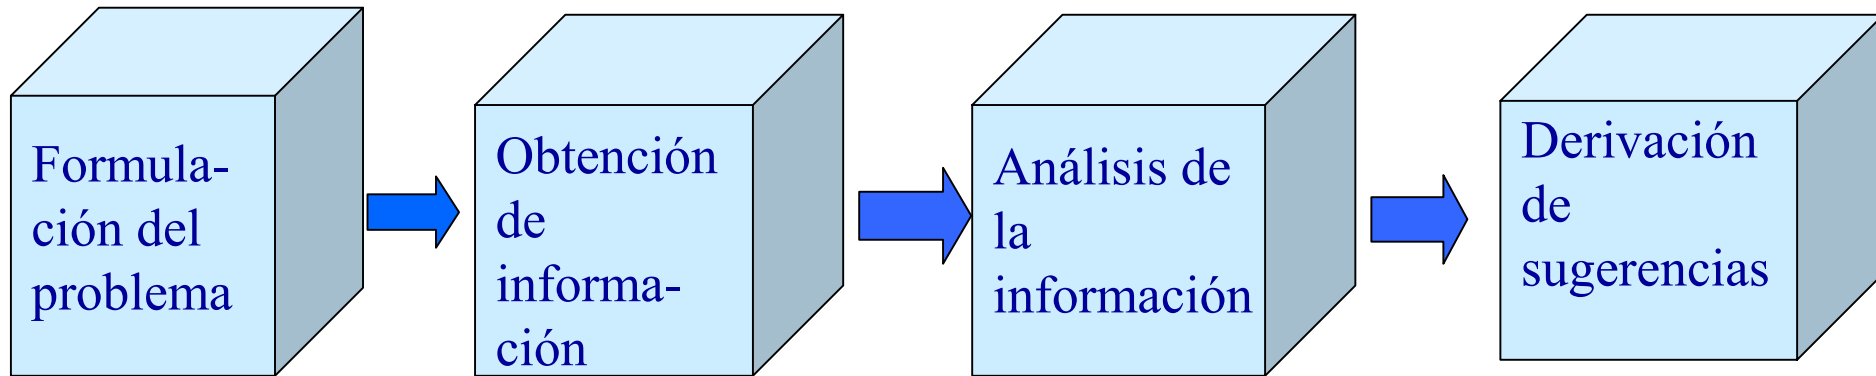 Formula-
ción del
problema
Obtención
de
informa-
ción
Análisis de
la
información
Derivación
de
sugerencias